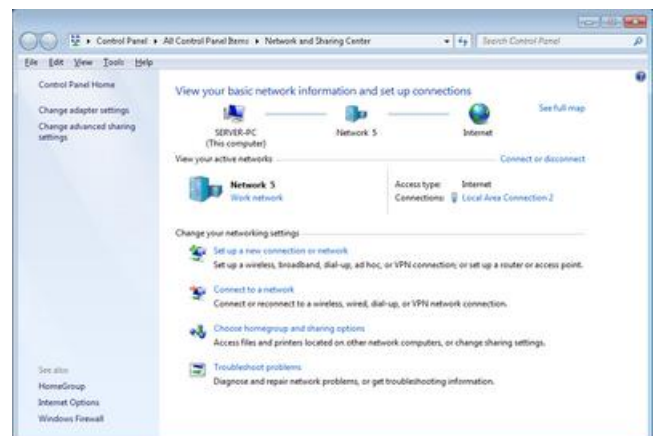 Control Panel ▸ All Control Panel Items ▸ Network and Sharing Center
Search Control Panel
File Edit View Tools Help
Control Panel Home
Change adapter settings
Change advanced sharing
settings
View your basic network information and set up connections
See full map
SERVER-PC
(This computer)
Network 5
Internet
View your active networks
Connect or disconnect
Network 5
Work network
Access type: Internet
Connections: Local Area Connection 2
Change your networking settings
Set up a new connection or network
Set up a wireless, broadband, dial-up, ad hoc, or VPN connection; or set up a router or access point.
Connect to a network
Connect or reconnect to a wireless, wired, dial-up, or VPN network connection.
Choose homegroup and sharing options
Access files and printers located on other network computers, or change sharing settings.
Troubleshoot problems
Diagnose and repair network problems, or get troubleshooting information.
See also
HomeGroup
Internet Options
Windows Firewall